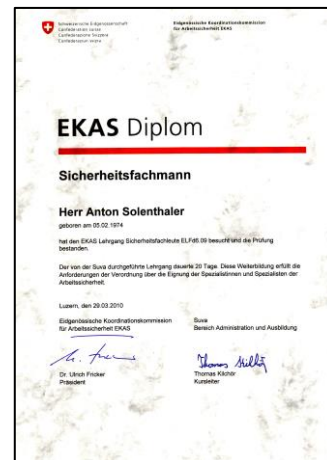 Schweizerische Eidgenossenschaft
Confédération suisse
Confederazione Svizzera
Confederaziun svizra
Eidgenössische Koordinationskommission
für Arbeitssicherheit EKAS
EKAS Diplom
Sicherheitsfachmann
Herr Anton Solenthaler
geboren am 05.02.1974
hat den EKAS Lehrgang Sicherheitsfachleute ELFd6.09 besucht und die Prüfung
bestanden.
Der von der Suva durchgeführte Lehrgang dauerte 20 Tage. Diese Weiterbildung erfüllt die
Anforderungen der Verordnung über die Eignung der Spezialistinnen und Spezialisten der
Arbeitssicherheit.
Luzern, den 29.03.2010
Eidgenössische Koordinationskommission
für Arbeitssicherheit EKAS
Suva
Bereich Administration und Ausbildung
Dr. Ulrich Fricker
Präsident
Thomas Kilchör
Kursleiter